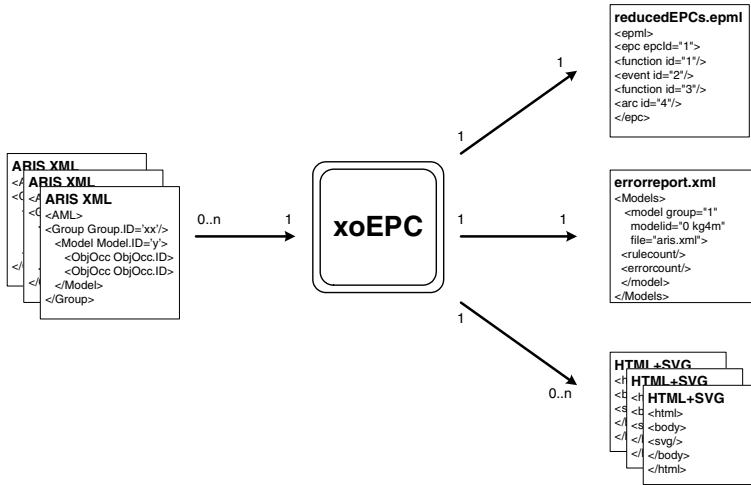 ARIS XML
<A
<G
</G
ARIS XML
<A
<G
</G
ARIS XML
<AML>
<Group Group.ID='xx'/>
<Model Model.ID='y'>
<ObjOcc ObjOcc.ID>
<ObjOcc ObjOcc.ID>
</Model>
</Group>
0..n
1
xoEPC
1
1
reducedEPCs.epml
<epml>
<epc epcId="1">
<function id="1"/>
<event id="2"/>
<function id="3"/>
<arc id="4"/>
</epc>
1
1
errorreport.xml
<Models>
<model group="1"
modelid="0 kg4m"
file="aris.xml">
<rulecount/>
<errorcount/>
</model>
</Models>
1
0..n
HTML+SVG
<h
<b
<s
</
</
HTML+SVG
<h
<b
<s
</
</
HTML+SVG
<html>
<body>
<svg/>
</body>
</html>